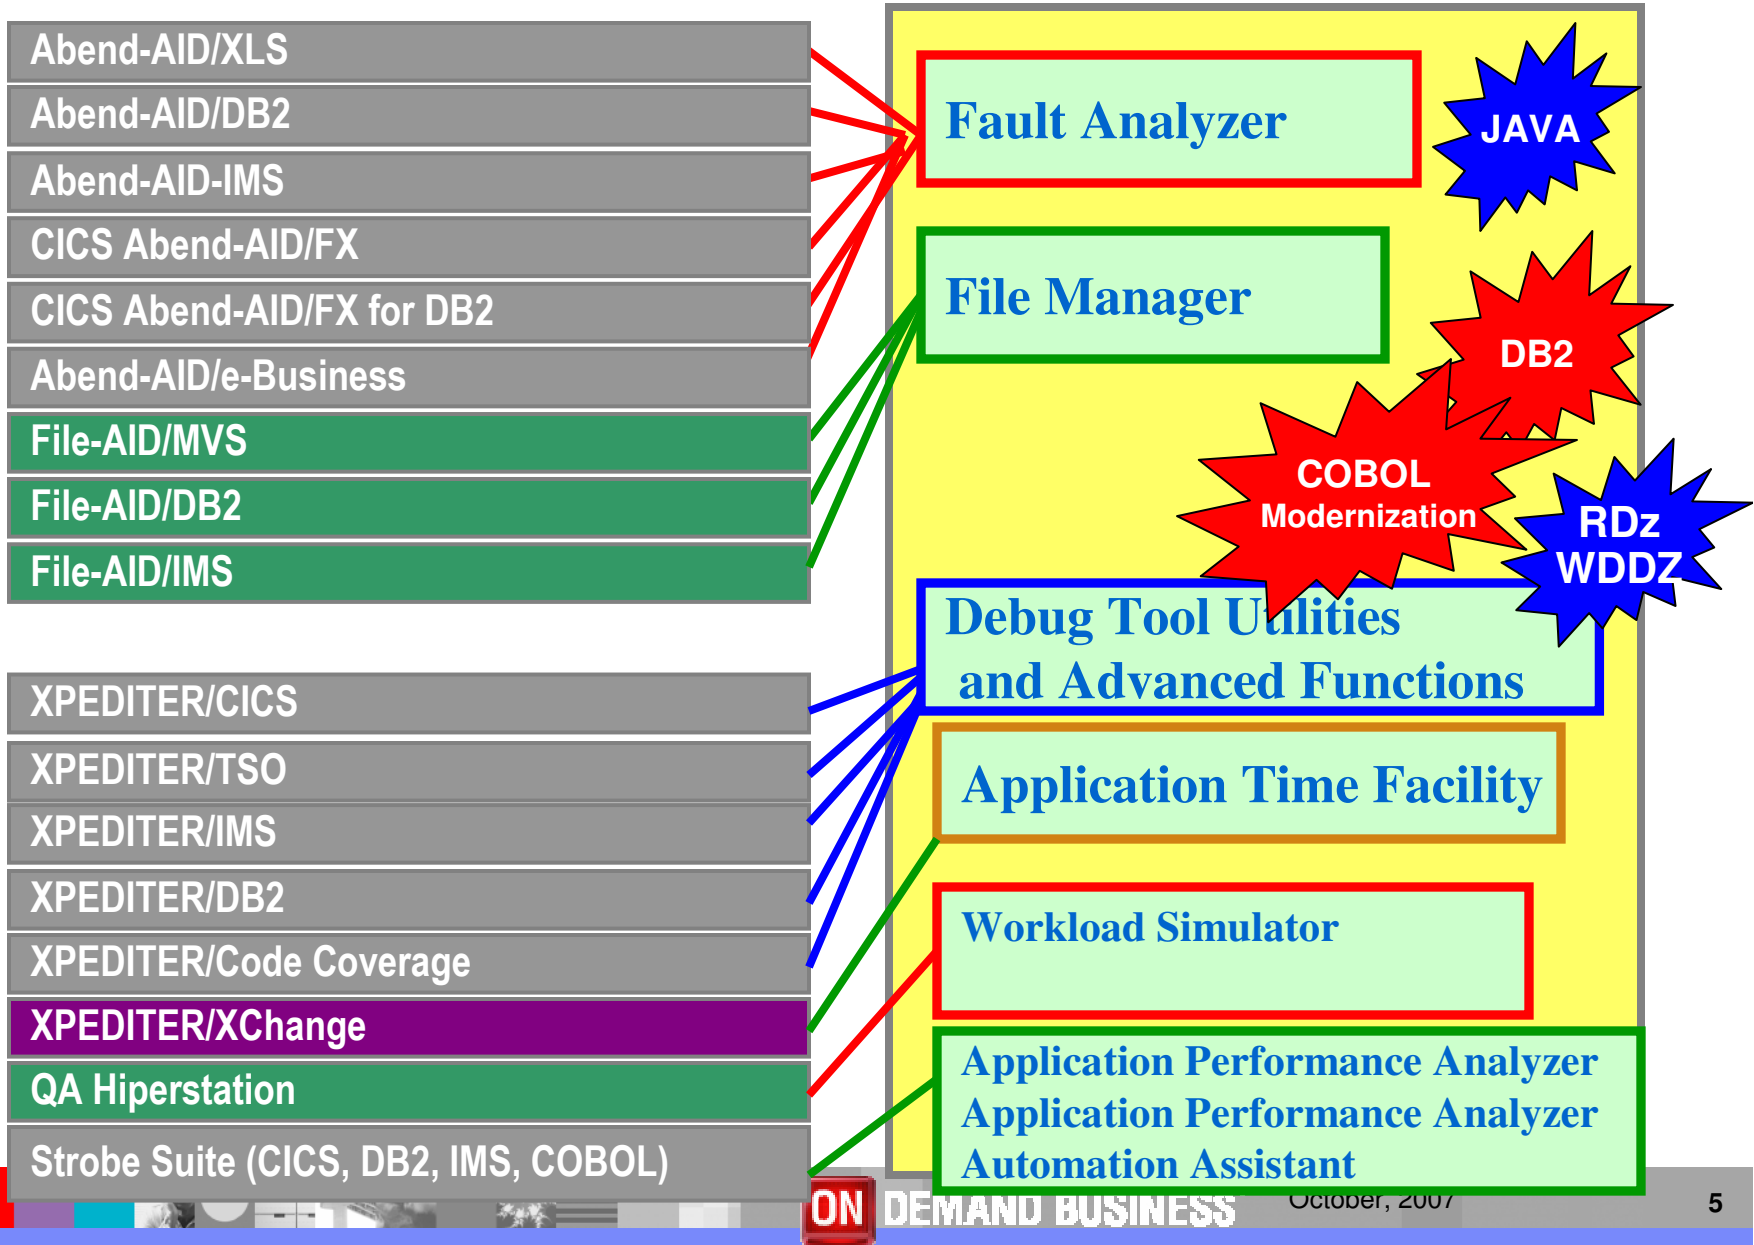 Abend-AID/XLS
Abend-AID/DB2
Abend-AID-IMS
CICS Abend-AID/FX
CICS Abend-AID/FX for DB2
Abend-AID/e-Business
File-AID/MVS
File-AID/DB2
File-AID/IMS
XPEDITER/CICS
XPEDITER/TSO
XPEDITER/IMS
XPEDITER/DB2
XPEDITER/Code Coverage
XPEDITER/XChange
QA Hiperstation
Strobe Suite (CICS, DB2, IMS, COBOL)
Fault Analyzer
JAVA
File Manager
DB2
COBOL
Modernization
RDz
WDDZ
Debug Tool Utilities
and Advanced Functions
Application Time Facility
Workload Simulator
Application Performance Analyzer
Application Performance Analyzer
Automation Assistant
ON DEMAND BUSINESS
October, 2007
5